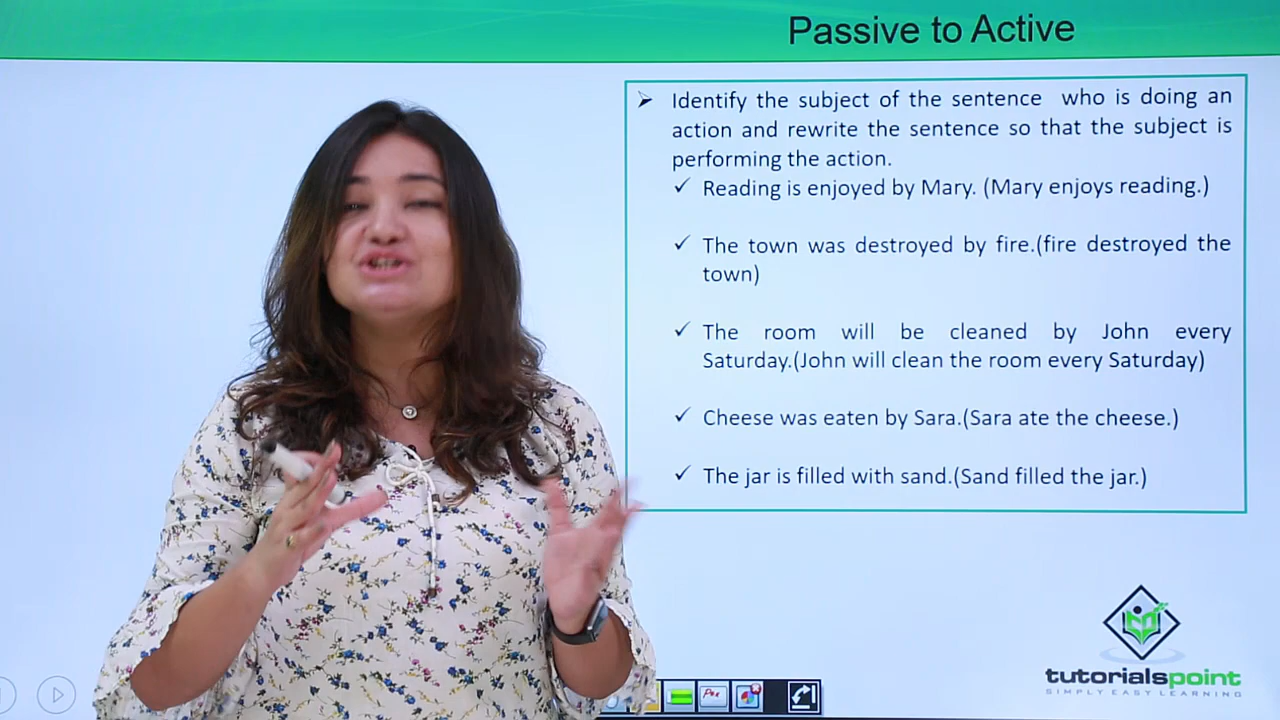 Passive to Active
Identify the subject of the sentence who is doing an
action and rewrite the sentence so that the subject is
performing the action.
Reading is enjoyed by Mary. (Mary enjoys reading.)
The town was destroyed by fire.(fire destroyed the
town)
The room will be cleaned by John every
Saturday.(John will clean the room every Saturday)
Cheese was eaten by Sara.(Sara ate the cheese.)
The jar is filled with sand.(Sand filled the jar.)
tutorialspoint
SIMPLY EASY LEARNING
Pen